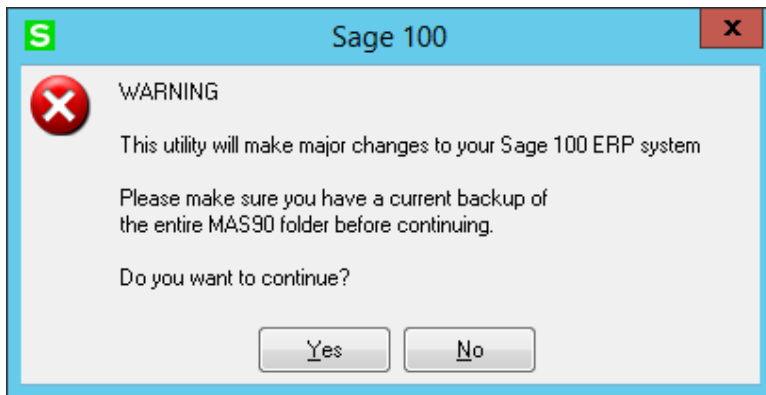 S
Sage 100
x
WARNING
This utility will make major changes to your Sage 100 ERP system
Please make sure you have a current backup of
the entire MAS90 folder before continuing.
Do you want to continue?
Yes
No